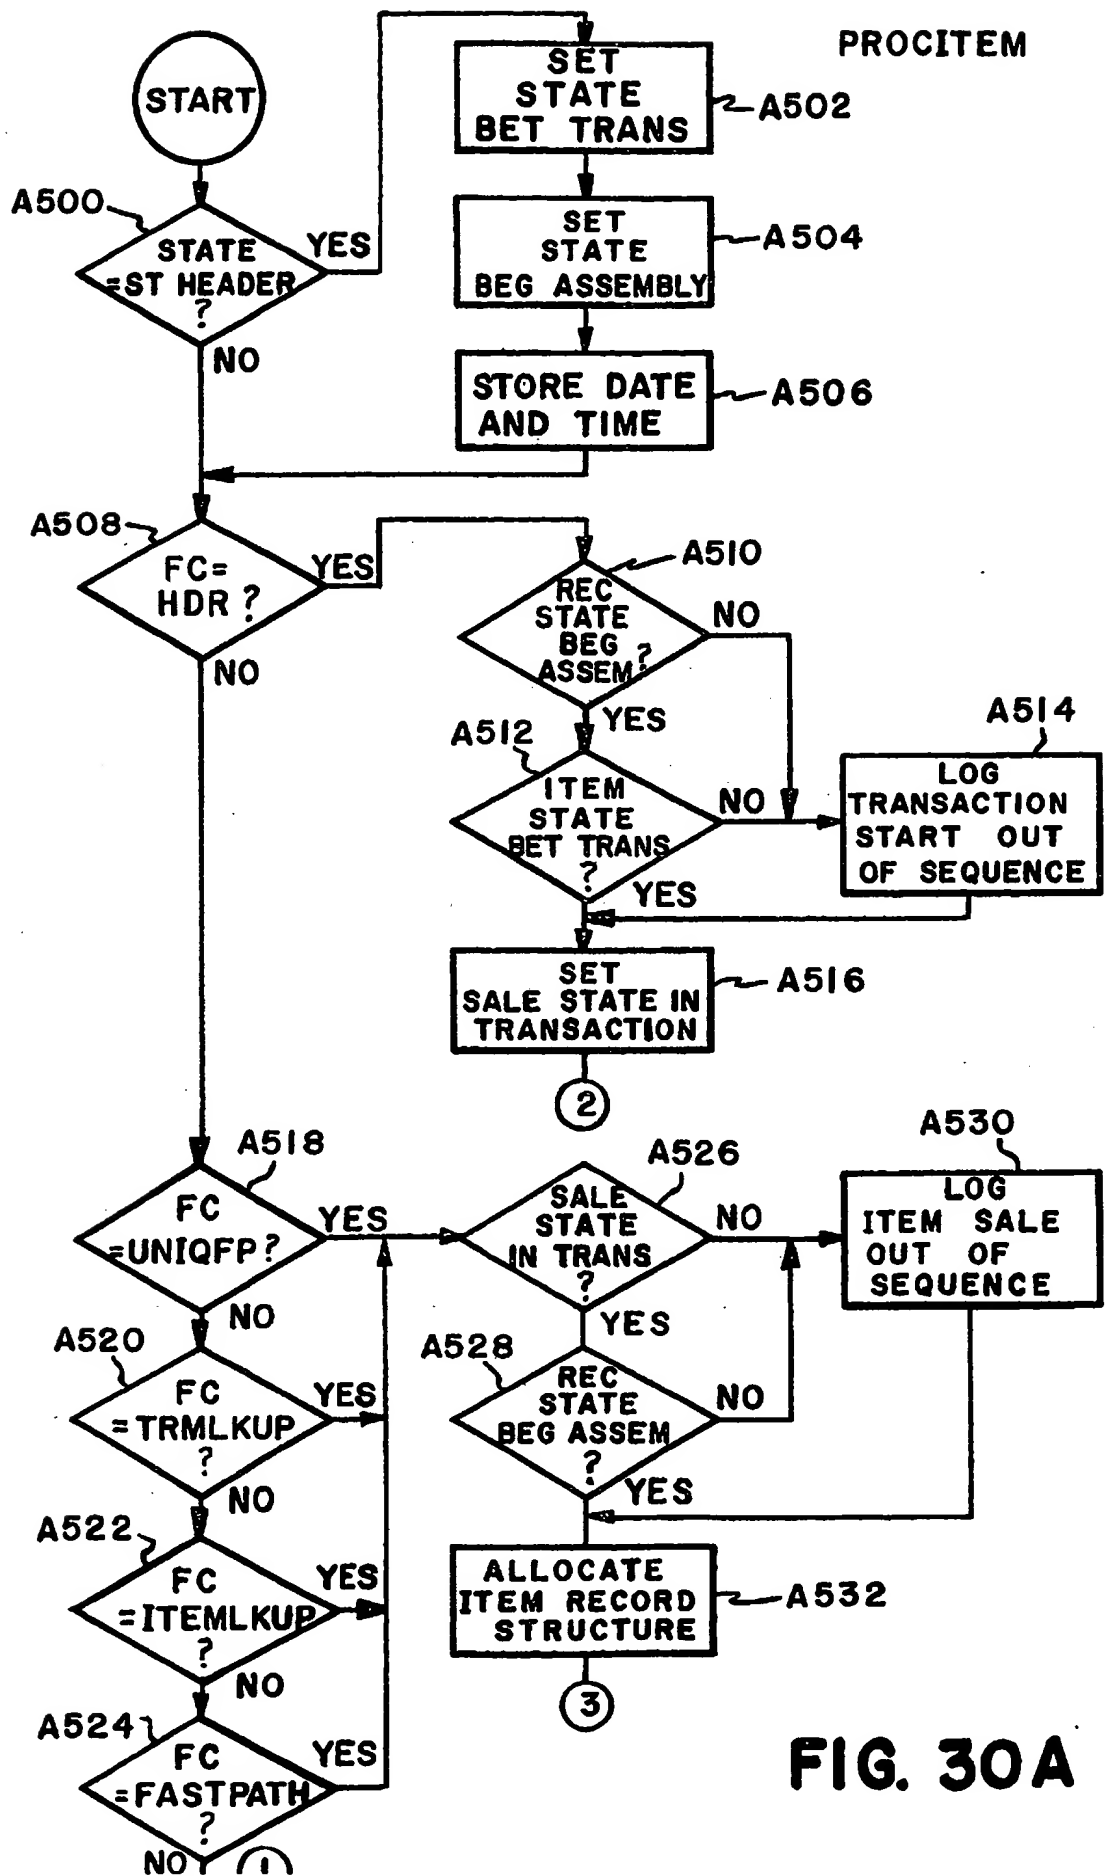 PROCITEM
START
SET
STATE
BET TRANS
A502
A500
STATE
=ST HEADER
?
YES
NO
SET
STATE
BEG ASSEMBLY
A504
STORE DATE
AND TIME
A506
A508
FC=
HDR?
YES
NO
A510
REC
STATE
BEG
ASSEM?
NO
YES
A512
ITEM
STATE
BET TRANS
?
NO
YES
A514
LOG
TRANSACTION
START OUT
OF SEQUENCE
SET
SALE STATE IN
TRANSACTION
A516
2
A518
FC
=UNIQFP?
YES
NO
A526
SALE
STATE
IN TRANS
?
NO
YES
A530
LOG
ITEM SALE
OUT OF
SEQUENCE
A520
FC
=TRMLKUP
?
YES
NO
A528
REC
STATE
BEG ASSEM
?
NO
YES
A522
FC
=ITEMLKUP
?
YES
NO
ALLOCATE
ITEM RECORD
STRUCTURE
A532
3
A524
FC
=FASTPATH
?
YES
NO
1
FIG. 30A